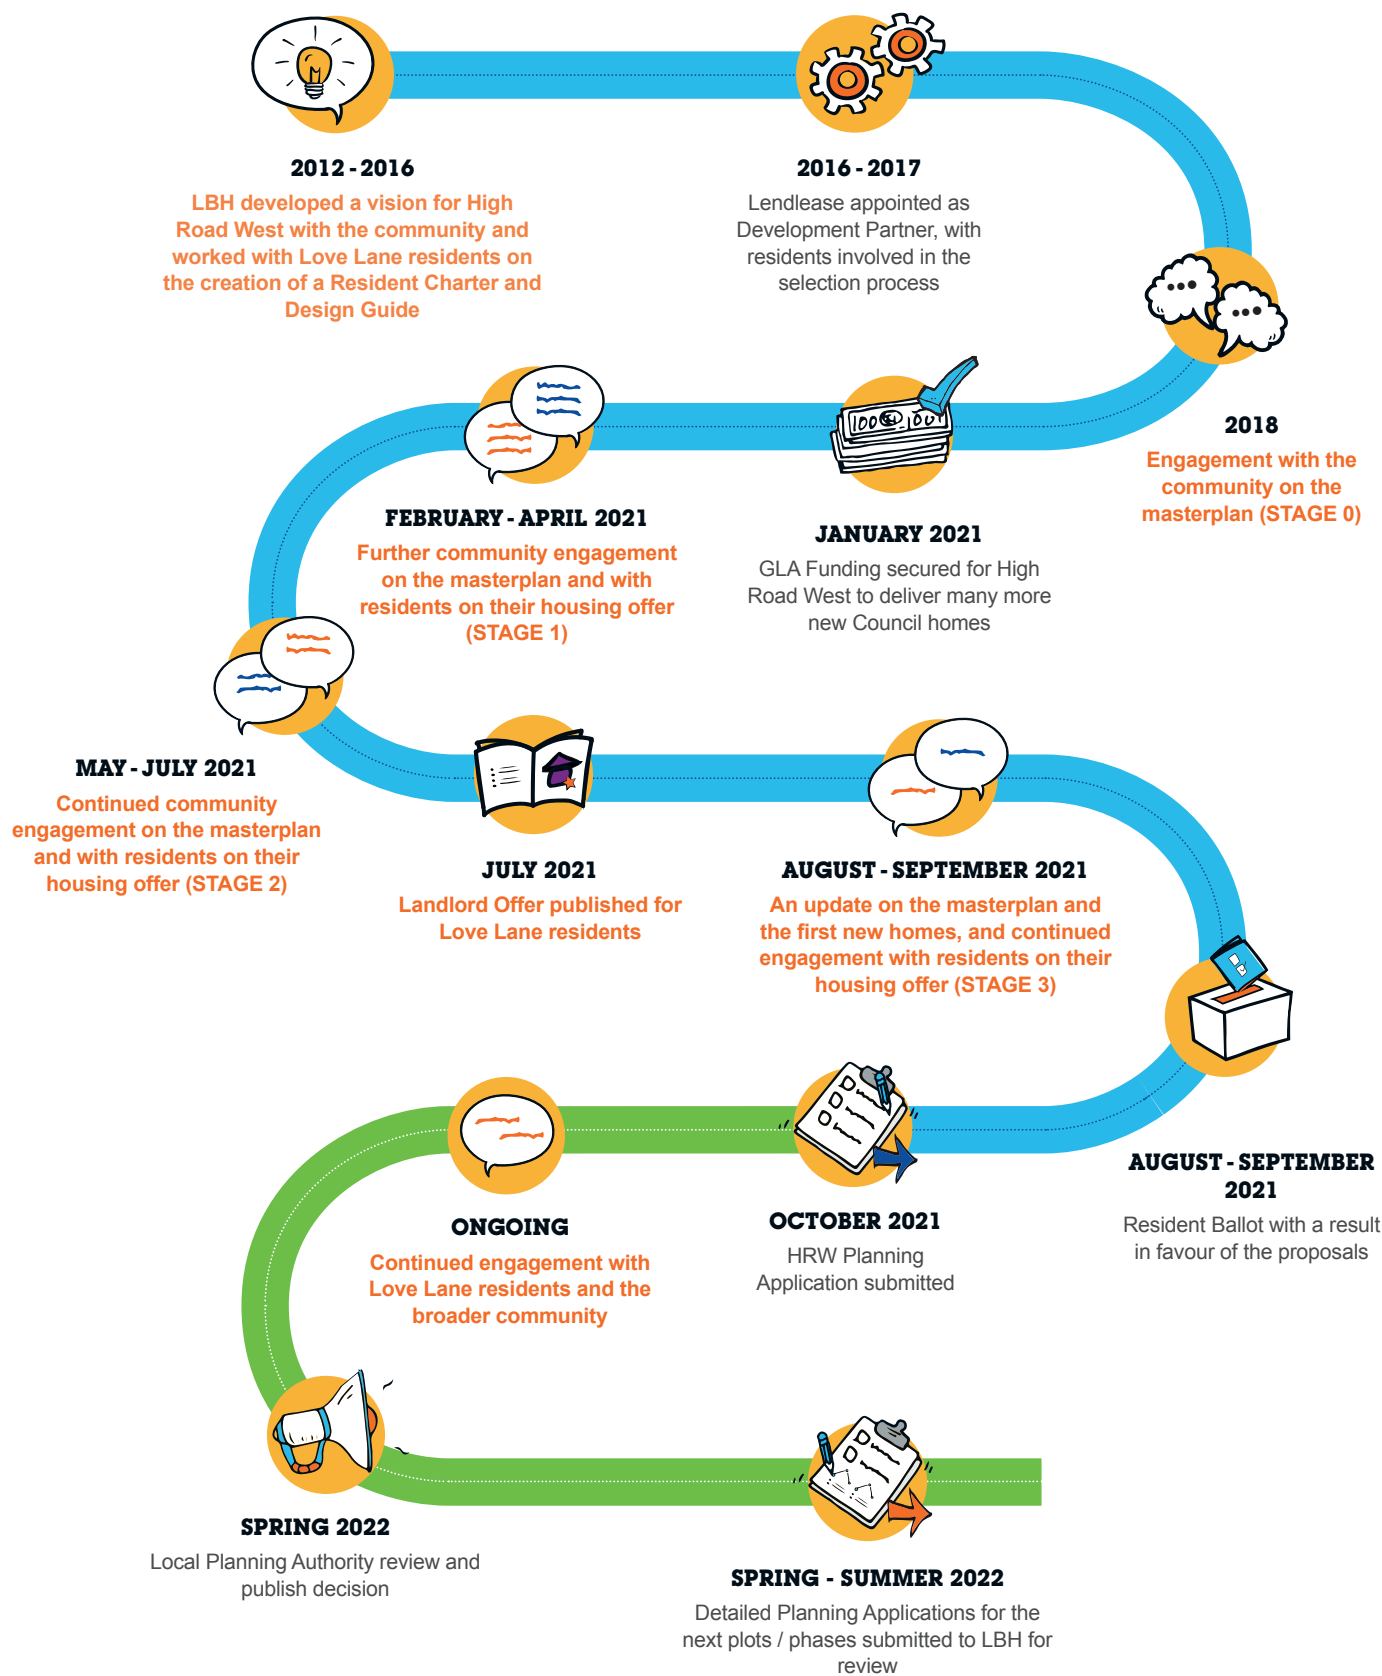 2012 - 2016
LBH developed a vision for High
Road West with the community and
worked with Love Lane residents on
the creation of a Resident Charter and
Design Guide
2016 - 2017
Lendlease appointed as
Development Partner, with
residents involved in the
selection process
2018
Engagement with the
community on the
masterplan (STAGE 0)
100 100
JANUARY 2021
GLA Funding secured for High
Road West to deliver many more
new Council homes
FEBRUARY - APRIL 2021
Further community engagement
on the masterplan and with
residents on their housing offer
(STAGE 1)
MAY - JULY 2021
Continued community
engagement on the masterplan
and with residents on their
housing offer (STAGE 2)
JULY 2021
Landlord Offer published for
Love Lane residents
AUGUST - SEPTEMBER 2021
An update on the masterplan and
the first new homes, and continued
engagement with residents on their
housing offer (STAGE 3)
AUGUST - SEPTEMBER
2021
Resident Ballot with a result
in favour of the proposals
OCTOBER 2021
HRW Planning
Application submitted
ONGOING
Continued engagement with
Love Lane residents and the
broader community
SPRING 2022
Local Planning Authority review and
publish decision
SPRING - SUMMER 2022
Detailed Planning Applications for the
next plots / phases submitted to LBH for
review